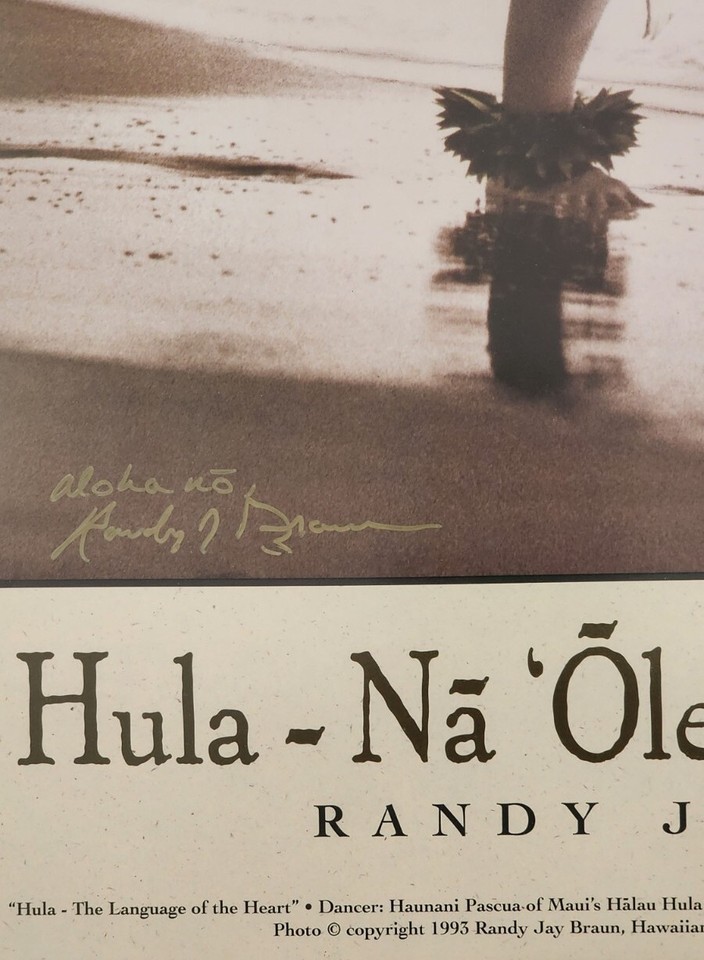 aloha nō,
Randy J Braun
Hula - Nā ʻŌle
RANDY J
“Hula - The Language of the Heart” • Dancer: Haunani Pascua of Maui’s Hālau Hula
Photo © copyright 1993 Randy Jay Braun, Hawaiian